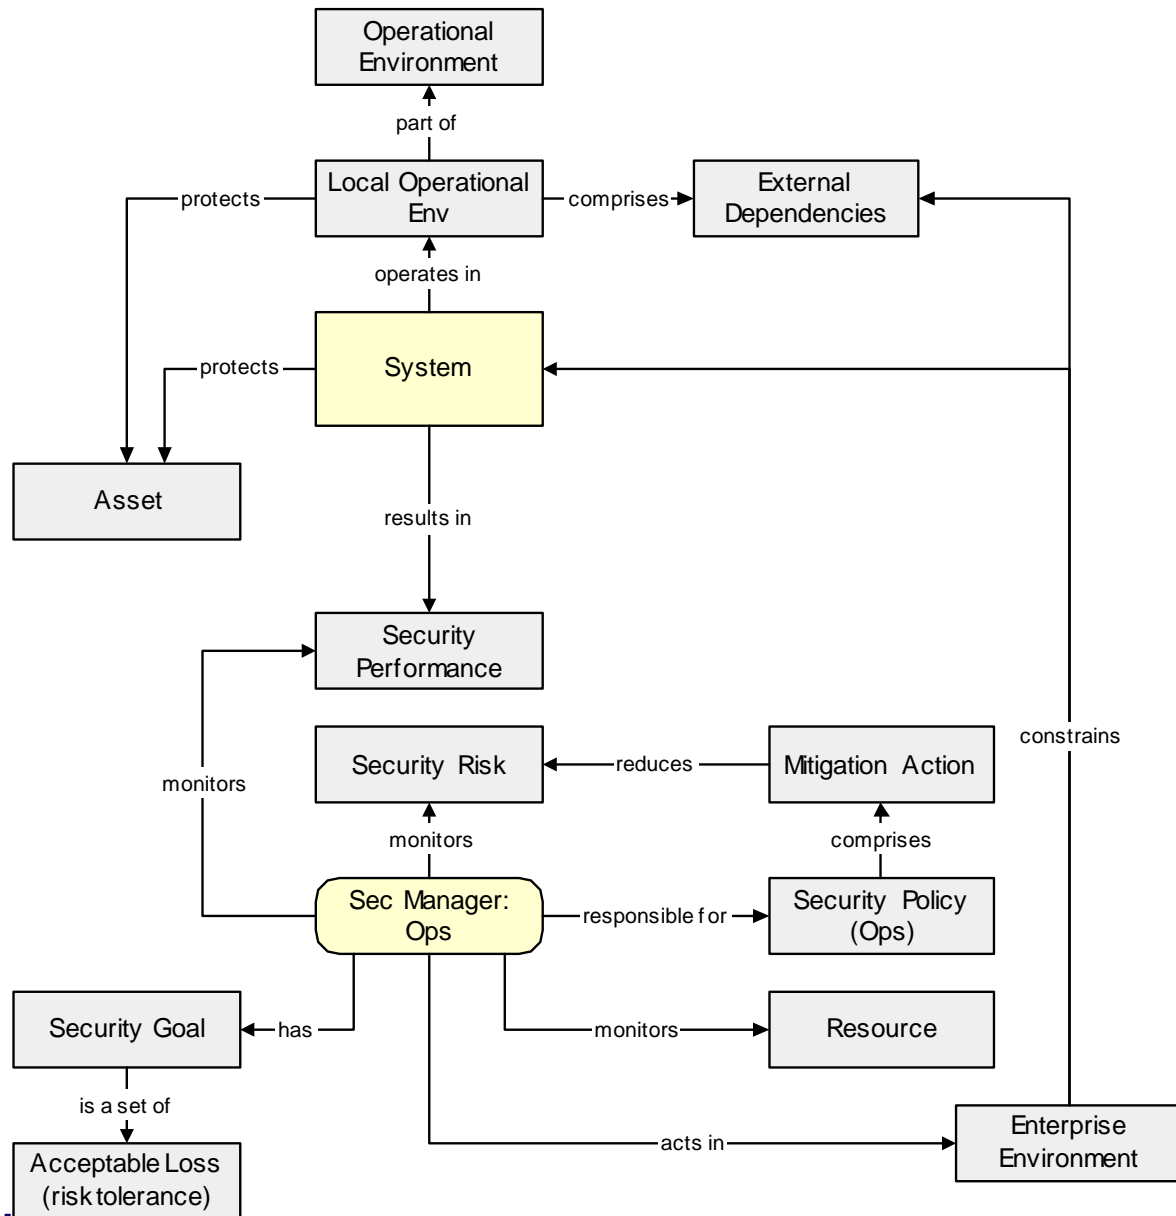 Operational
Environment
part of
protects
Local Operational
Env
comprises
External
Dependencies
operates in
protects
System
Asset
results in
Security
Performance
monitors
Security Risk
reduces
Mitigation Action
constrains
monitors
comprises
Sec Manager:
Ops
responsible for
Security Policy
(Ops)
Security Goal
has
monitors
Resource
is a set of
acts in
Enterprise
Environment
Acceptable Loss
(risk tolerance)